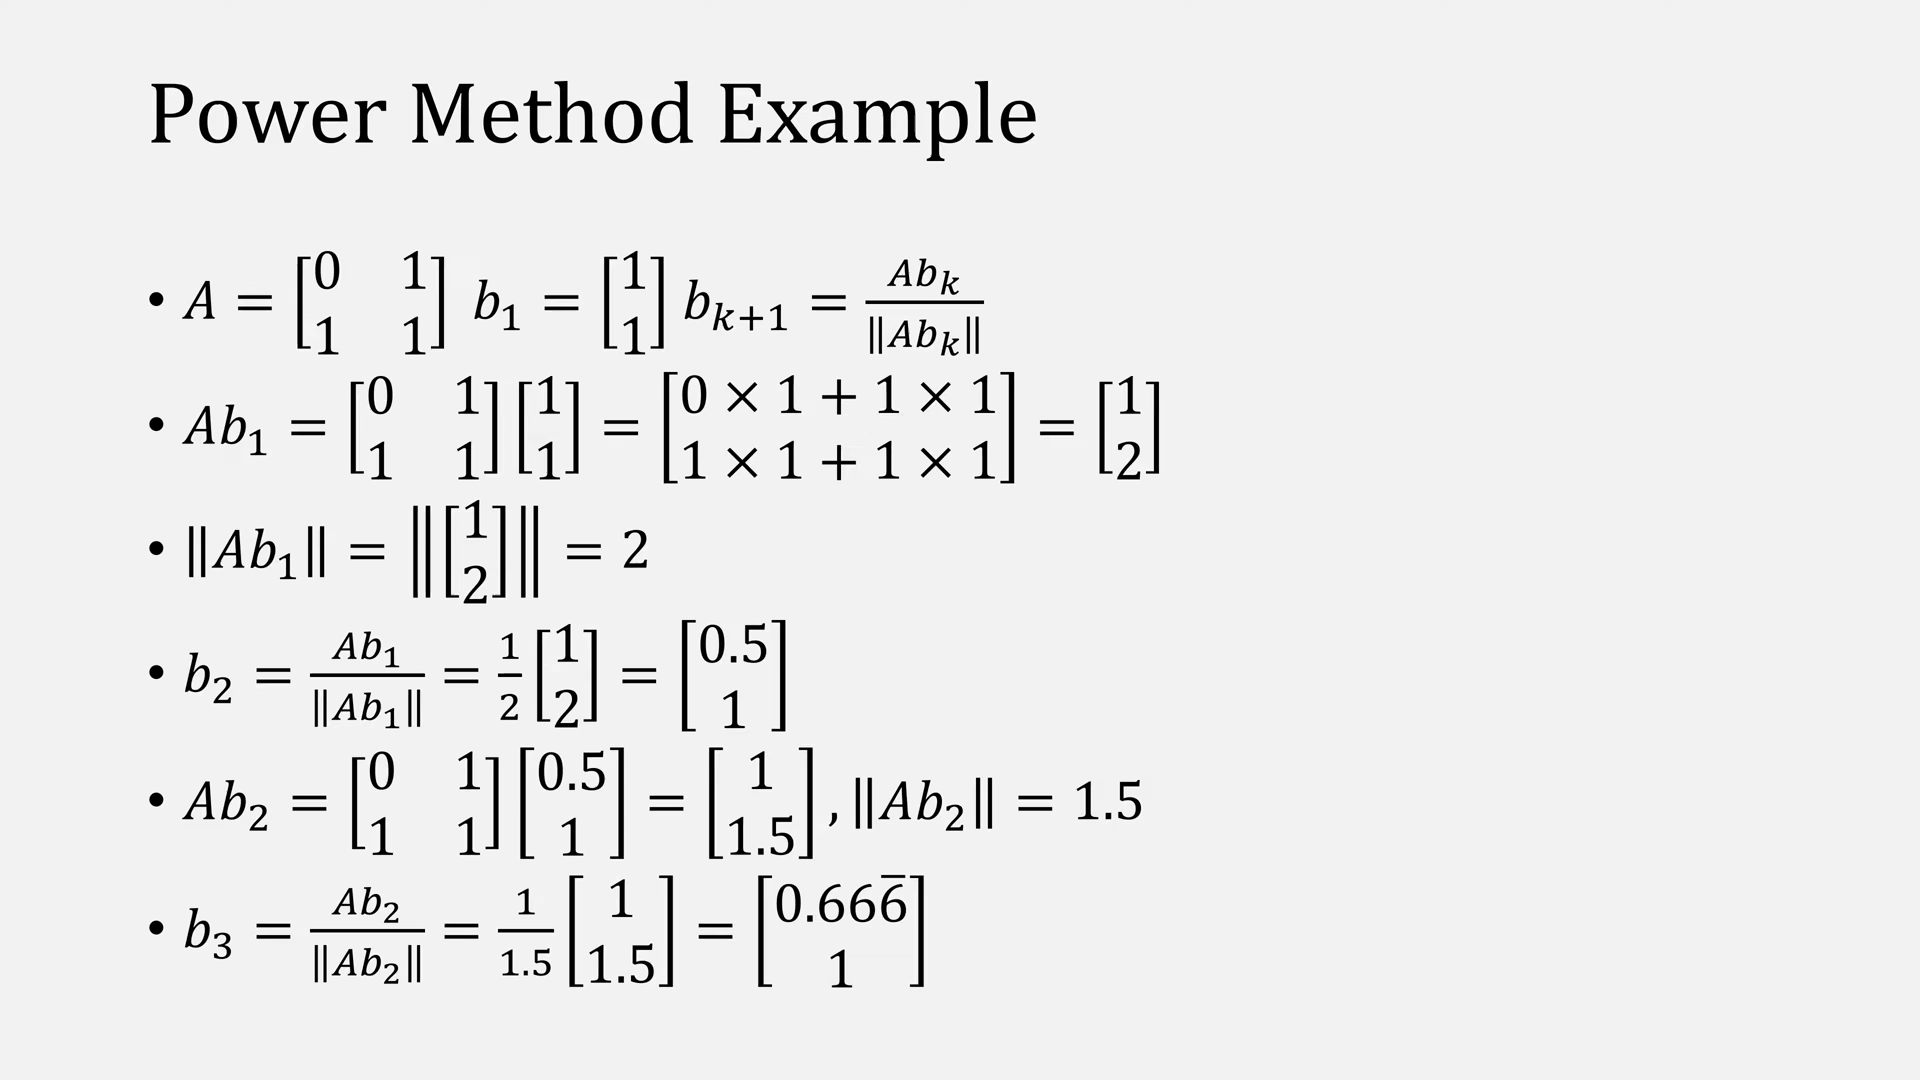 Power Method Example
• A = [0 1; 1 1] b₁ = [1; 1] bₖ₊₁ = Abₖ / ‖Abₖ‖
• Ab₁ = [0 1; 1 1] [1; 1] = [0 × 1 + 1 × 1; 1 × 1 + 1 × 1] = [1; 2]
• ‖Ab₁‖ = ‖[1; 2]‖ = 2
• b₂ = Ab₁ / ‖Ab₁‖ = 1/2 [1; 2] = [0.5; 1]
• Ab₂ = [0 1; 1 1] [0.5; 1] = [1; 1.5] , ‖Ab₂‖ = 1.5
• b₃ = Ab₂ / ‖Ab₂‖ = 1/1.5 [1; 1.5] = [0.666̅; 1]